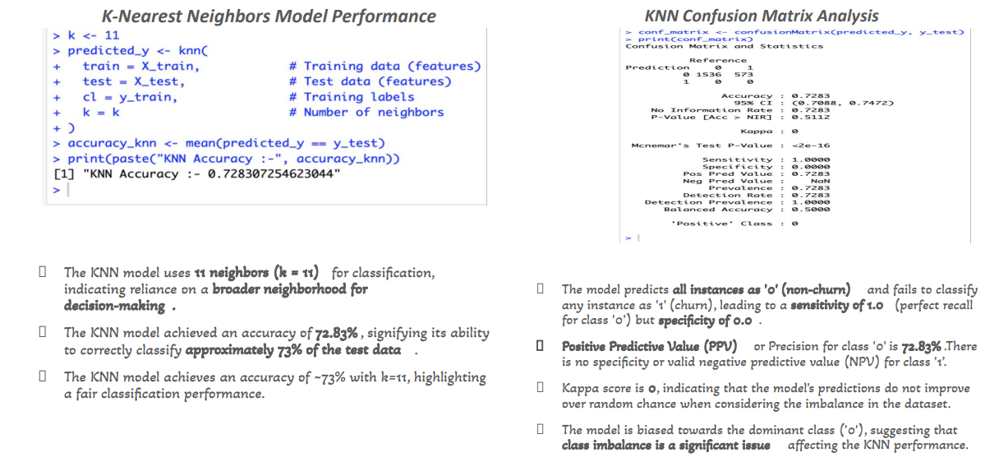 K-Nearest Neighbors Model Performance
> k <- 11
> predicted_y <- knn(
+   train = X_train,             # Training data (features)
+   test = X_test,               # Test data (features)
+   cl = y_train,                # Training labels
+   k = k                        # Number of neighbors
+ )
> accuracy_knn <- mean(predicted_y == y_test)
> print(paste("KNN Accuracy :-", accuracy_knn))
[1] "KNN Accuracy :- 0.728307254623044"
>
The KNN model uses 11 neighbors (k = 11) for classification,
indicating reliance on a broader neighborhood for
decision-making .
The KNN model achieved an accuracy of 72.83% , signifying its ability
to correctly classify approximately 73% of the test data .
The KNN model achieves an accuracy of ~73% with k=11, highlighting
a fair classification performance.
KNN Confusion Matrix Analysis
> conf_matrix <- confusionMatrix(predicted_y, y_test)
> print(conf_matrix)
Confusion Matrix and Statistics
Reference
Prediction 0 1
0 1536 573
1 0 0
Accuracy : 0.7283
95% CI : (0.7088, 0.7472)
No Information Rate : 0.7283
P-Value [Acc > NIR] : 0.5112
Kappa : 0
Mcnemar's Test P-Value : <2e-16
Sensitivity : 1.0000
Specificity : 0.0000
Pos Pred Value : 0.7283
Neg Pred Value : NaN
Prevalence : 0.7283
Detection Rate : 0.7283
Detection Prevalence : 1.0000
Balanced Accuracy : 0.5000
'Positive' Class : 0
>
The model predicts all instances as '0' (non-churn) and fails to classify
any instance as '1' (churn), leading to a sensitivity of 1.0 (perfect recall
for class '0') but specificity of 0.0 .
Positive Predictive Value (PPV) or Precision for class '0' is 72.83% .There
is no specificity or valid negative predictive value (NPV) for class '1'.
Kappa score is 0, indicating that the model's predictions do not improve
over random chance when considering the imbalance in the dataset.
The model is biased towards the dominant class ('0'), suggesting that
class imbalance is a significant issue affecting the KNN performance.